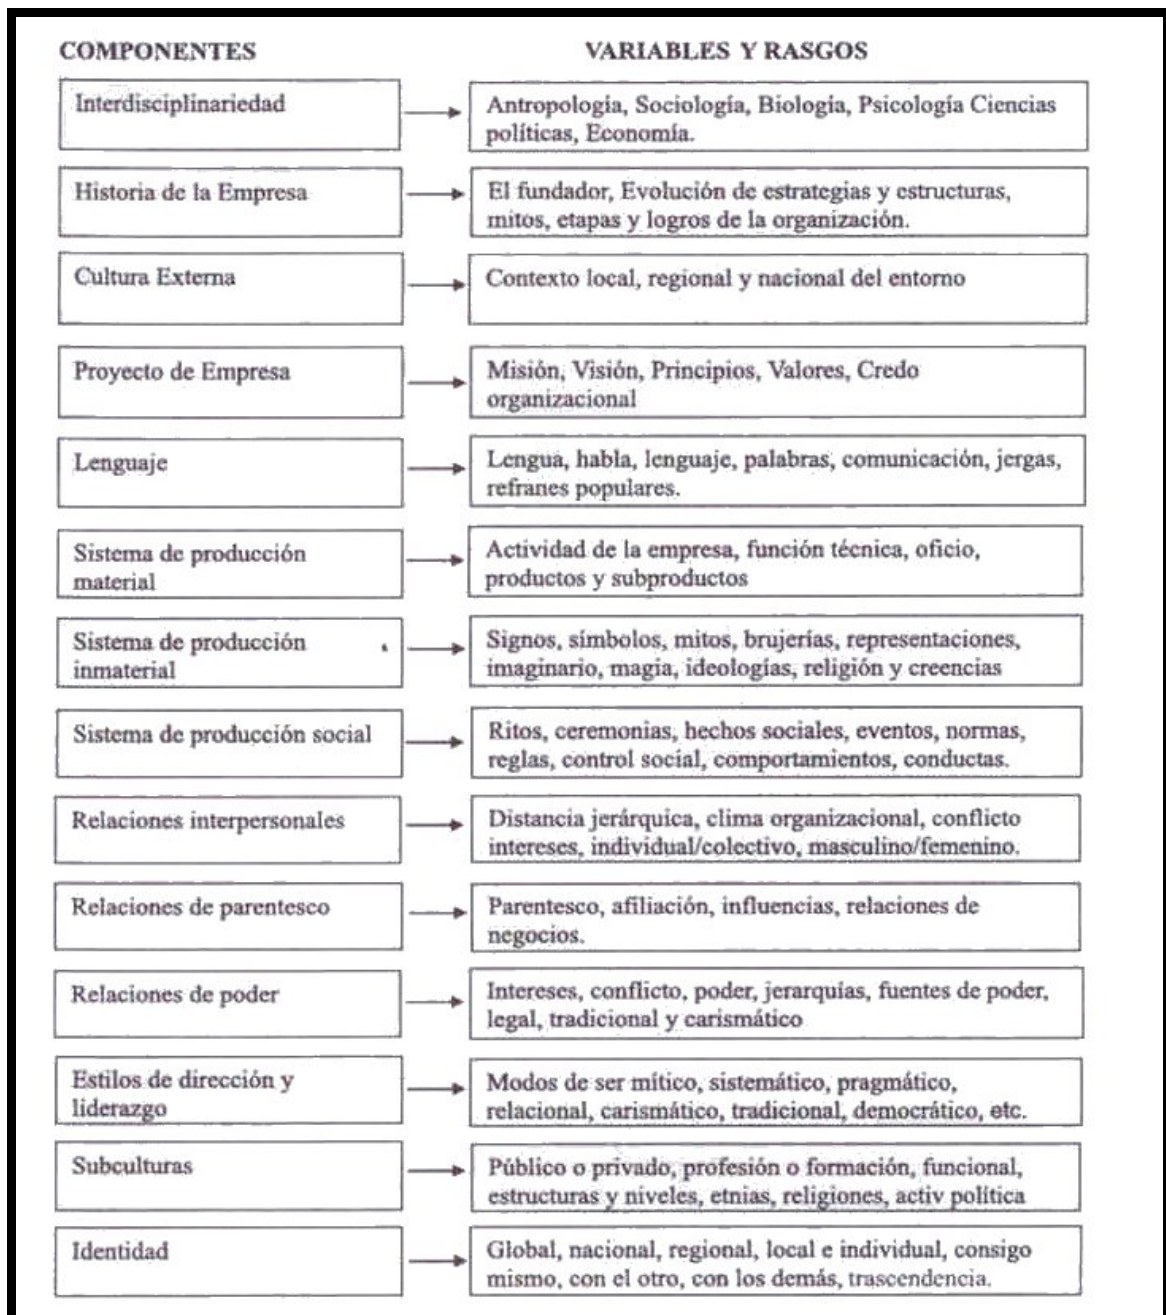 COMPONENTES VARIABLES Y RASGOS
Interdisciplinariedad
Antropología, Sociología, Biología, Psicología Ciencias
políticas, Economía.
Historia de la Empresa
El fundador, Evolución de estrategias y estructuras,
mitos, etapas y logros de la organización.
Cultura Externa
Contexto local, regional y nacional del entorno
Proyecto de Empresa
Misión, Visión, Principios, Valores, Credo
organizacional
Lenguaje
Lengua, habla, lenguaje, palabras, comunicación, jergas,
refranes populares.
Sistema de producción
material
Actividad de la empresa, función técnica, oficio,
productos y subproductos
Sistema de producción
inmaterial
Signos, símbolos, mitos, brujerías, representaciones,
imaginario, magia, ideologías, religión y creencias
Sistema de producción social
Ritos, ceremonias, hechos sociales, eventos, normas,
reglas, control social, comportamientos, conductas.
Relaciones interpersonales
Distancia jerárquica, clima organizacional, conflicto
intereses, individual/colectivo, masculino/femenino.
Relaciones de parentesco
Parentesco, afiliación, influencias, relaciones de
negocios.
Relaciones de poder
Intereses, conflicto, poder, jerarquías, fuentes de poder,
legal, tradicional y carismático
Estilos de dirección y
liderazgo
Modos de ser mítico, sistemático, pragmático,
relacional, carismático, tradicional, democrático, etc.
Subculturas
Público o privado, profesión o formación, funcional,
estructuras y niveles, etnias, religiones, activ política
Identidad
Global, nacional, regional, local e individual, consigo
mismo, con el otro, con los demás, trascendencia.